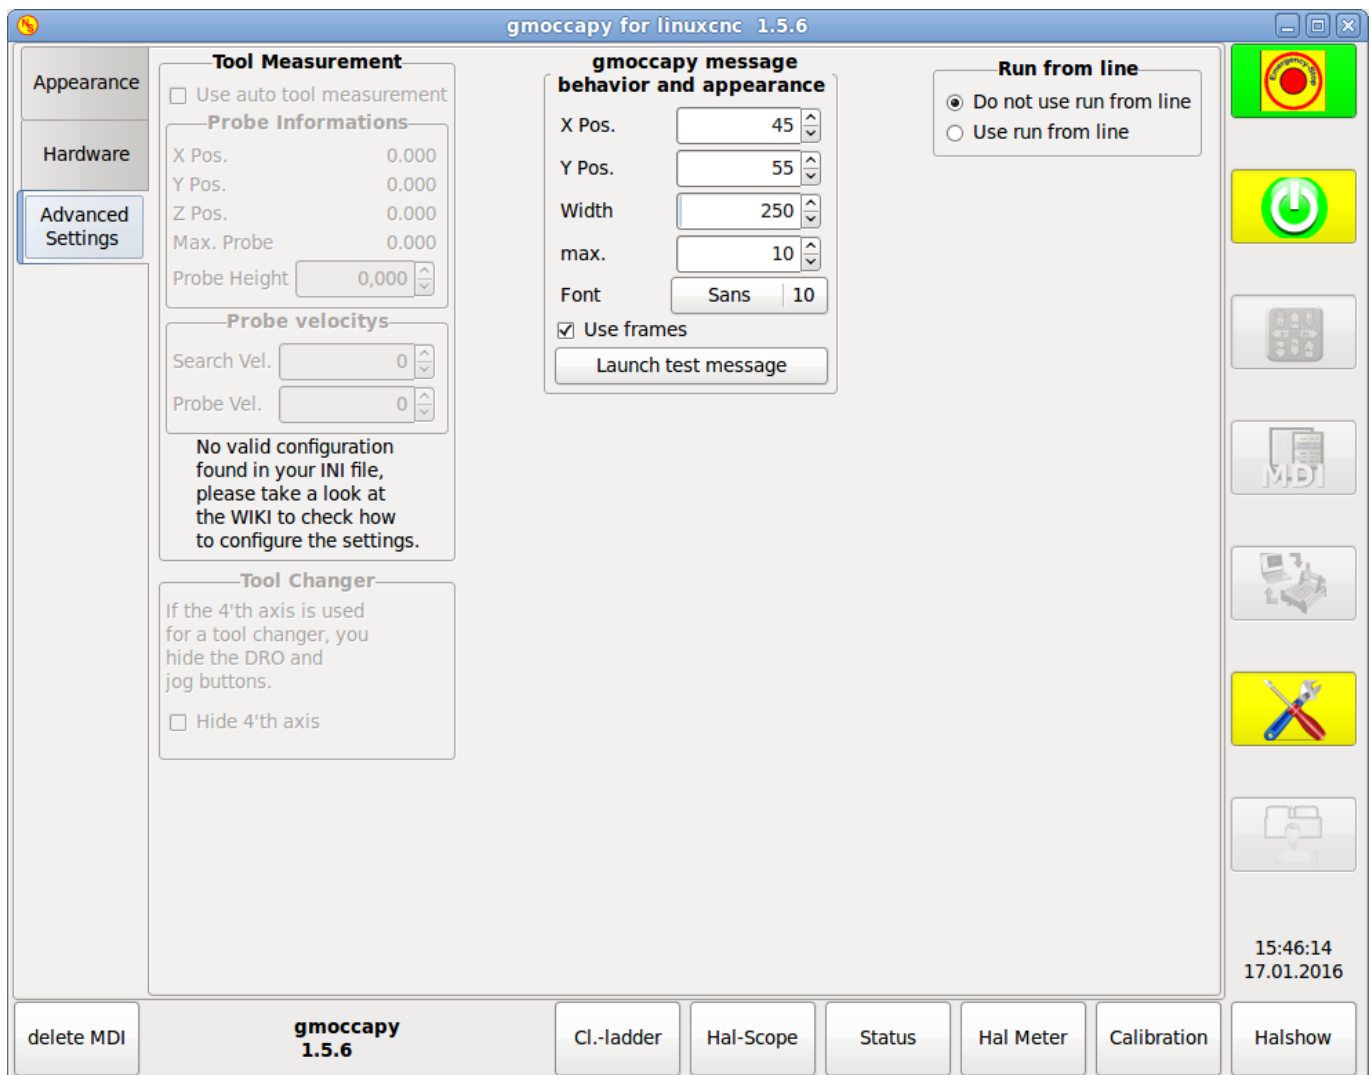 gmoccapy for linuxcnc 1.5.6
Appearance
Hardware
Advanced
Settings
Tool Measurement
Use auto tool measurement
Probe Informations
X Pos. 0.000
Y Pos. 0.000
Z Pos. 0.000
Max. Probe 0.000
Probe Height 0,000
Probe velocitys
Search Vel. 0
Probe Vel. 0
No valid configuration
found in your INI file,
please take a look at
the WIKI to check how
to configure the settings.
Tool Changer
If the 4'th axis is used
for a tool changer, you
hide the DRO and
jog buttons.
Hide 4'th axis
gmoccapy message
behavior and appearance
X Pos. 45
Y Pos. 55
Width 250
max. 10
Font Sans 10
Use frames
Launch test message
Run from line
Do not use run from line
Use run from line
Emergency-Stop
MDI
15:46:14
17.01.2016
delete MDI
gmoccapy
1.5.6
Cl.-ladder
Hal-Scope
Status
Hal Meter
Calibration
Halshow